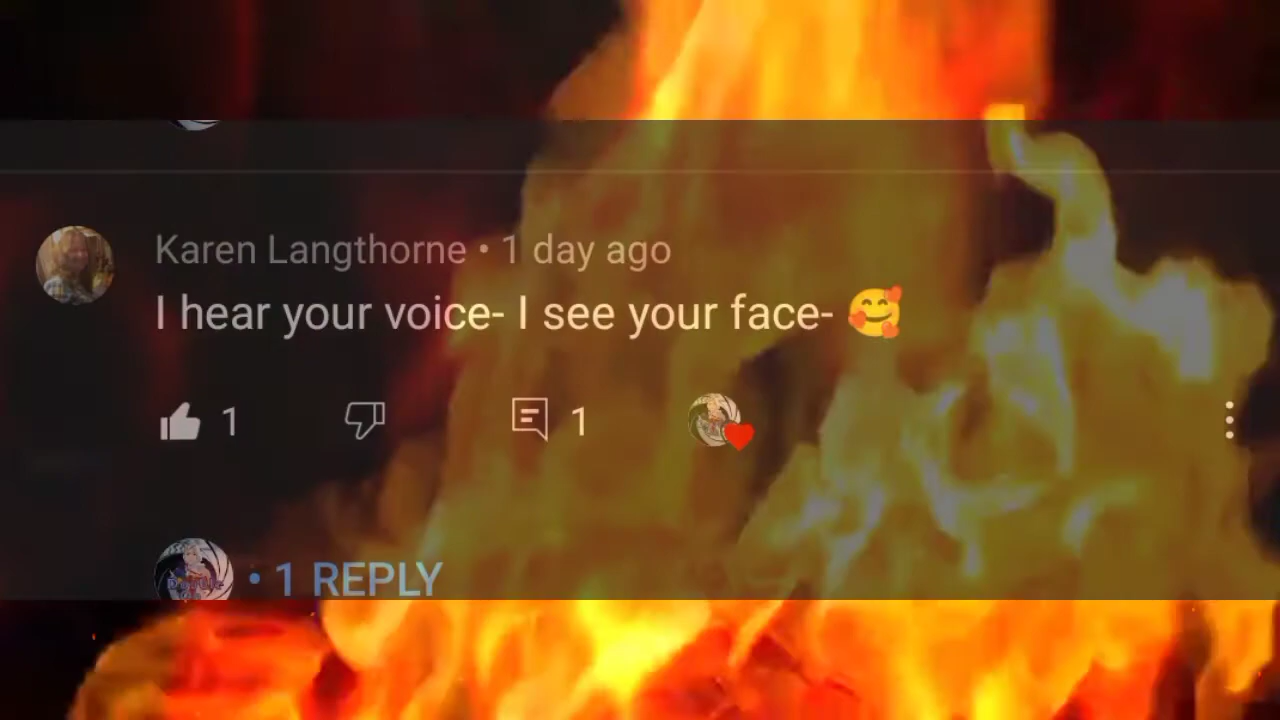 Karen Langthorne • 1 day ago
I hear your voice- I see your face- 🥰
1
1
• 1 REPLY